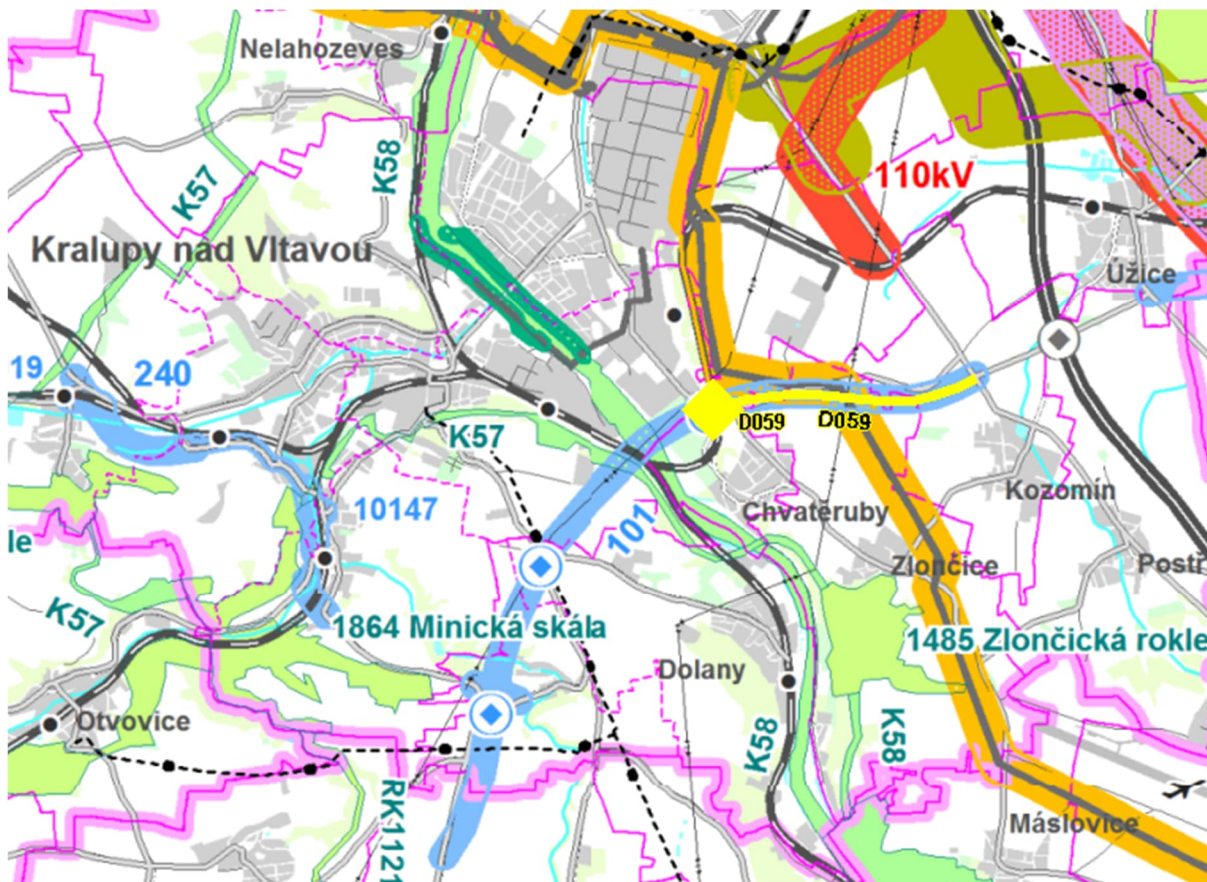 Nelahozeves
K57
K58
110kV
Kralupy nad Vltavou
Úžice
19
240
D059
D059
K57
Kozomín
10147
101
Chvatěruby
le
Zlončice
Postř
K57
1864 Minická skála
1485 Zlončická rokle
Dolany
Otvovice
K58
K58
RK1121
Máslovice